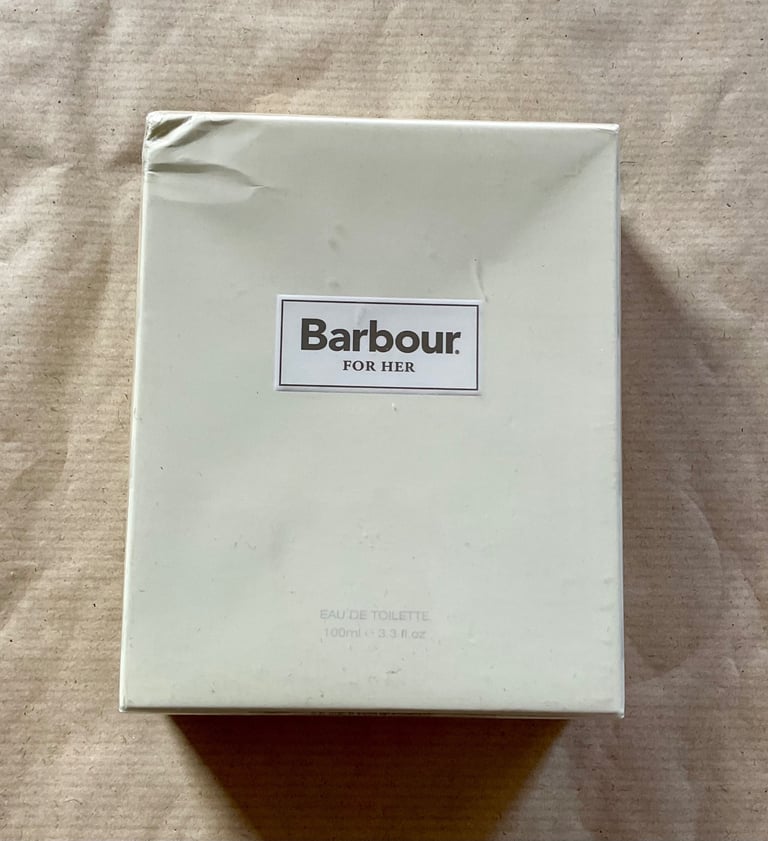 Barbour.
FOR HER
EAU DE TOILETTE
100ml ℮ 3.3 fl.oz